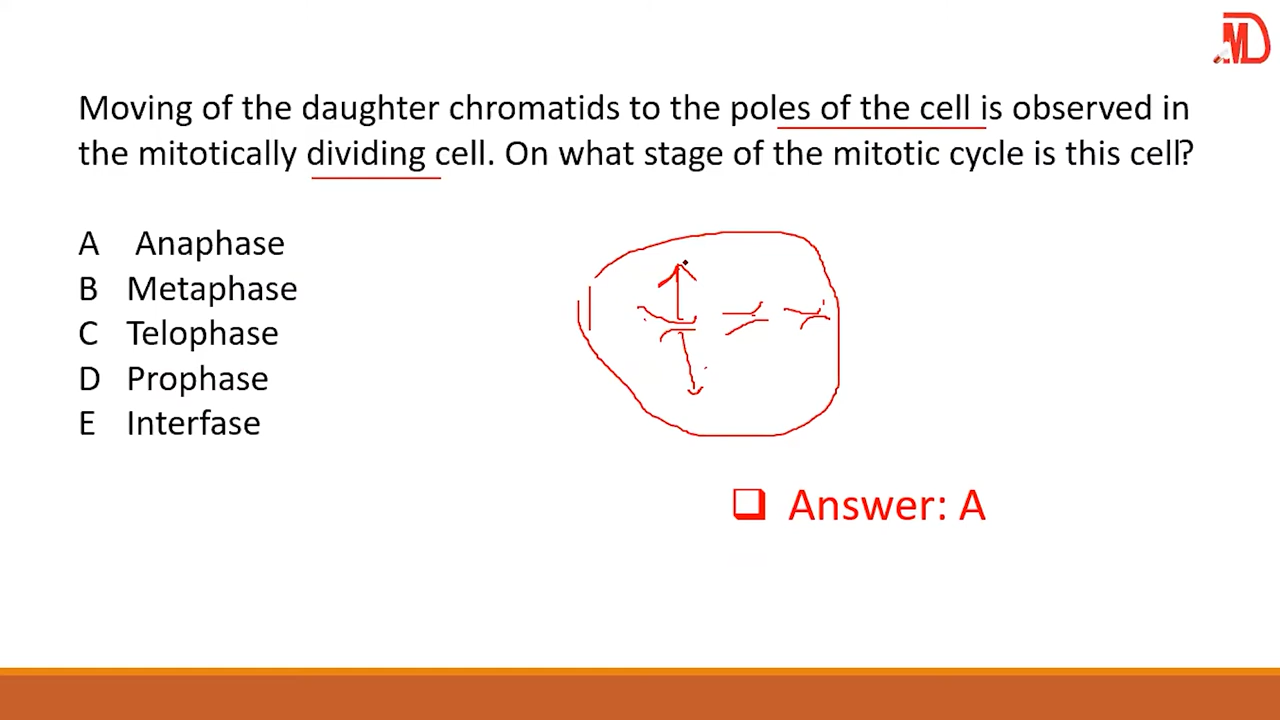 MD
Moving of the daughter chromatids to the poles of the cell is observed in
the mitotically dividing cell. On what stage of the mitotic cycle is this cell?
A Anaphase
B Metaphase
C Telophase
D Prophase
E Interfase
Answer: A